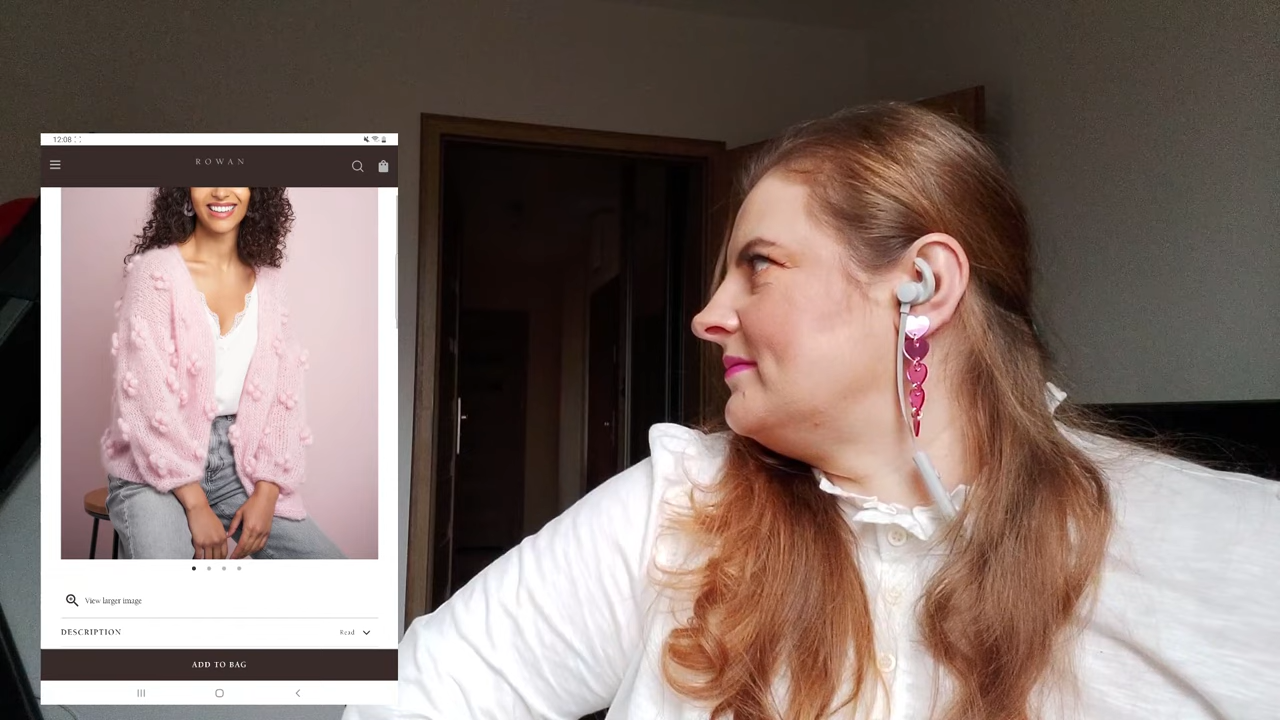 12:08
ROWAN
View larger image
DESCRIPTION
Read
ADD TO BAG